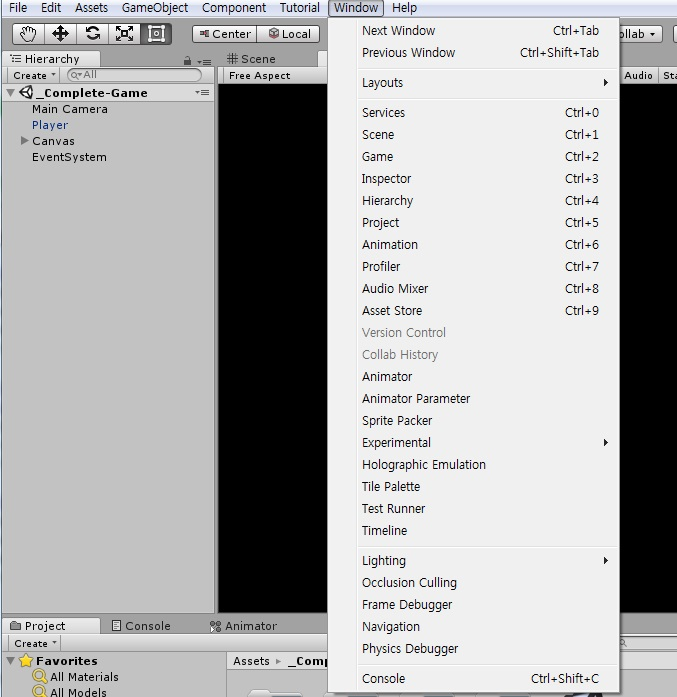 File Edit Assets GameObject Component Tutorial Window Help
Center Local
Hierarchy
Create All
_Complete-Game
Main Camera
Player
Canvas
EventSystem
Scene
Free Aspect
Next Window Ctrl+Tab
Previous Window Ctrl+Shift+Tab
Layouts
Services Ctrl+0
Scene Ctrl+1
Game Ctrl+2
Inspector Ctrl+3
Hierarchy Ctrl+4
Project Ctrl+5
Animation Ctrl+6
Profiler Ctrl+7
Audio Mixer Ctrl+8
Asset Store Ctrl+9
Version Control
Collab History
Animator
Animator Parameter
Sprite Packer
Experimental
Holographic Emulation
Tile Palette
Test Runner
Timeline
Lighting
Occlusion Culling
Frame Debugger
Navigation
Physics Debugger
Console Ctrl+Shift+C
ollab
Audio Sta
Project Console Animator
Create
Favorites
All Materials
All Models
Assets _Comp